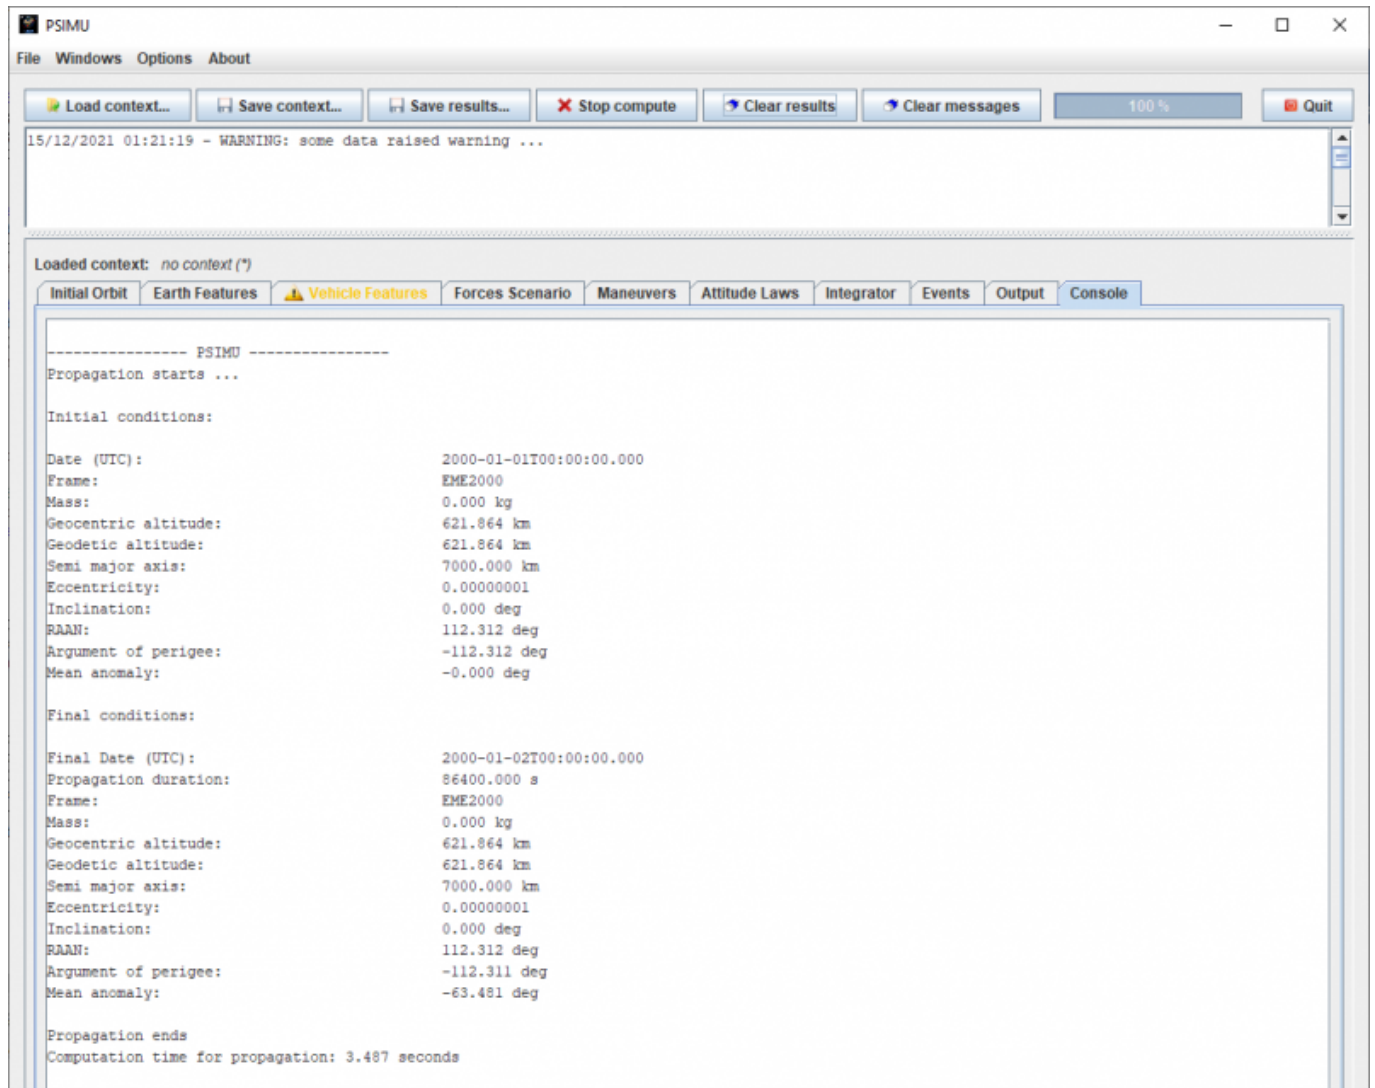 PSIMU
File Windows Options About
Load context... Save context... Save results... Stop compute Clear results Clear messages 100 % Quit
15/12/2021 01:21:19 - WARNING: some data raised warning ...
Loaded context: no context (*)
Initial Orbit Earth Features Vehicle Features Forces Scenario Maneuvers Attitude Laws Integrator Events Output Console
---------------- PSIMU ----------------
Propagation starts ...
Initial conditions:
Date (UTC): 2000-01-01T00:00:00.000
Frame: EME2000
Mass: 0.000 kg
Geocentric altitude: 621.864 km
Geodetic altitude: 621.864 km
Semi major axis: 7000.000 km
Eccentricity: 0.00000001
Inclination: 0.000 deg
RAAN: 112.312 deg
Argument of perigee: -112.312 deg
Mean anomaly: -0.000 deg
Final conditions:
Final Date (UTC): 2000-01-02T00:00:00.000
Propagation duration: 86400.000 s
Frame: EME2000
Mass: 0.000 kg
Geocentric altitude: 621.864 km
Geodetic altitude: 621.864 km
Semi major axis: 7000.000 km
Eccentricity: 0.00000001
Inclination: 0.000 deg
RAAN: 112.312 deg
Argument of perigee: -112.311 deg
Mean anomaly: -63.481 deg
Propagation ends
Computation time for propagation: 3.487 seconds